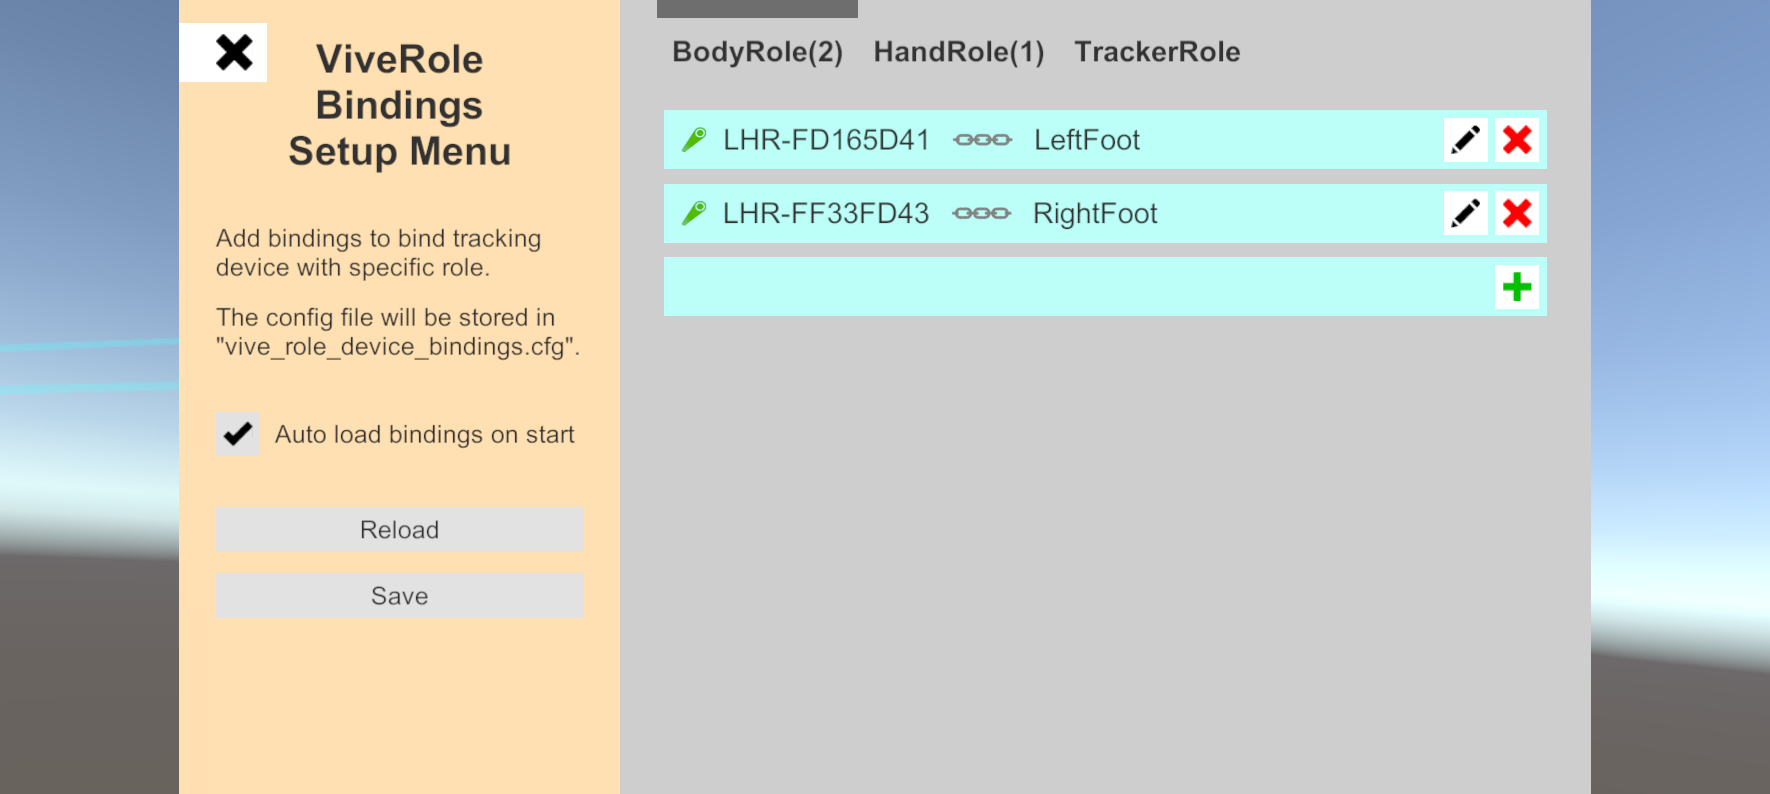 ViveRole
Bindings
Setup Menu
Add bindings to bind tracking
device with specific role.
The config file will be stored in
"vive_role_device_bindings.cfg".
Auto load bindings on start
Reload
Save
BodyRole(2) HandRole(1) TrackerRole
LHR-FD165D41 LeftFoot
LHR-FF33FD43 RightFoot